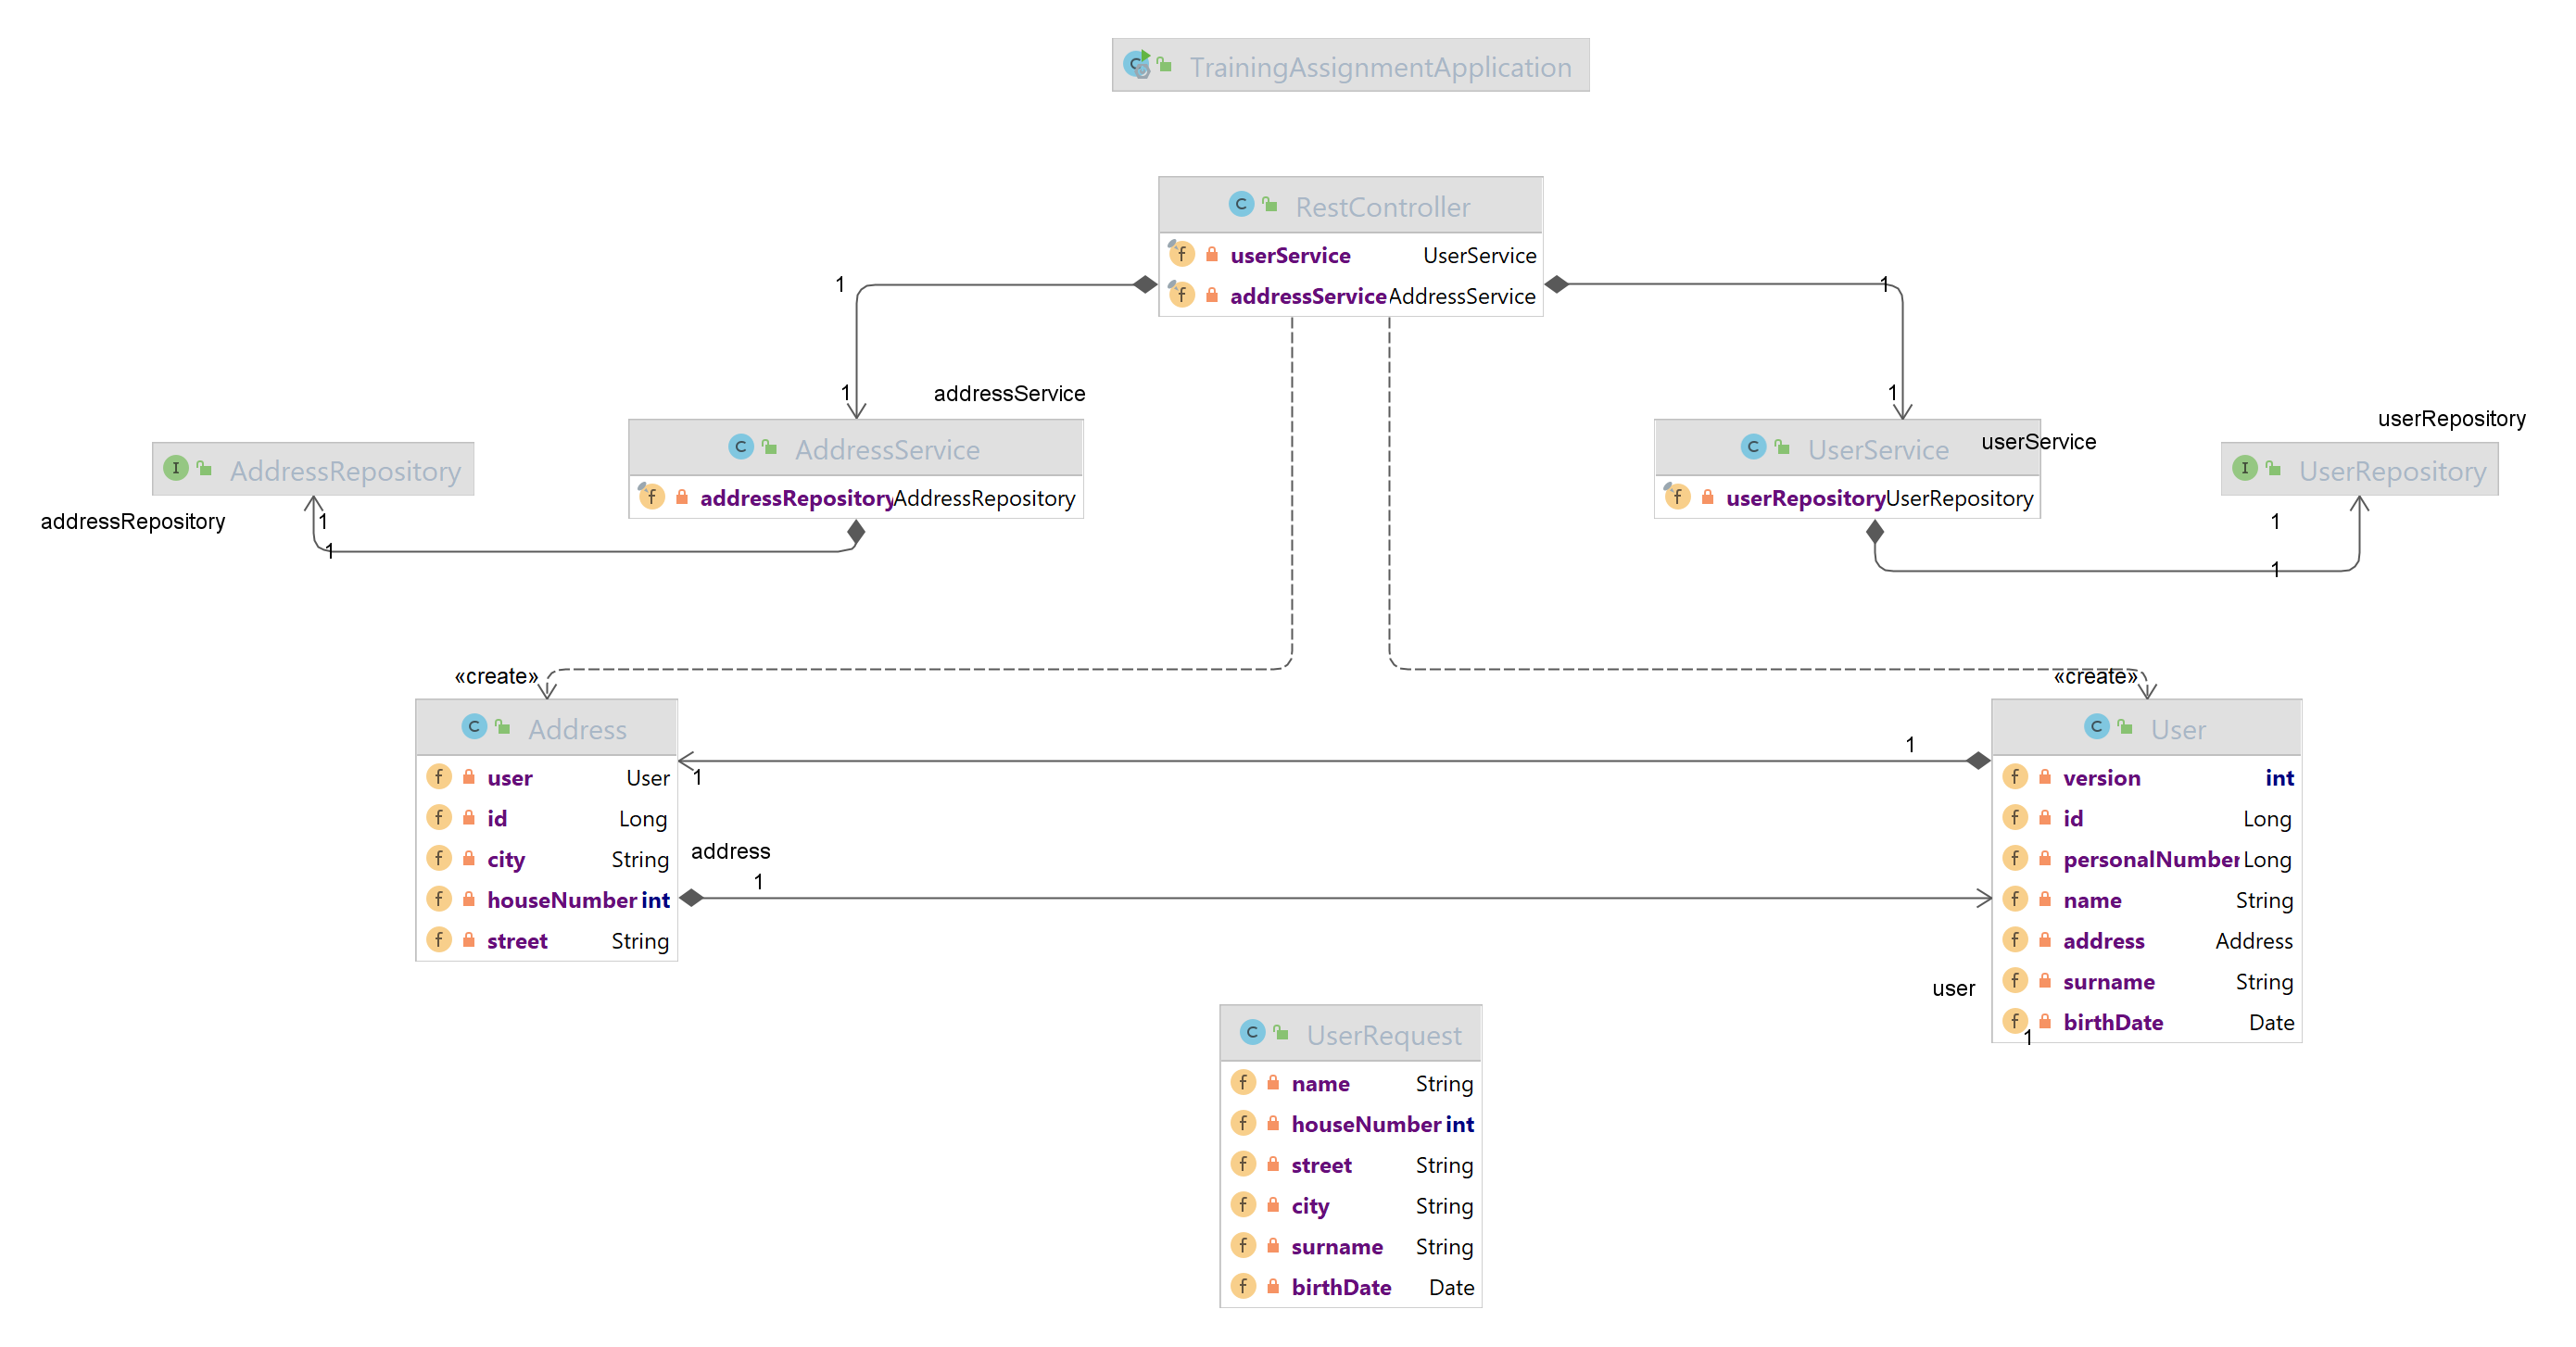 TrainingAssignmentApplication
RestController
userService UserService
addressService AddressService
1
1
1
addressService
1
AddressService
addressRepository AddressRepository
AddressRepository
addressRepository
1
1
UserService
userService
userRepository UserRepository
userRepository
UserRepository
1
1
«create»
«create»
Address
user User
id Long
city String
houseNumber int
street String
1
1
address
1
User
version int
id Long
personalNumber Long
name String
address Address
surname String
birthDate Date
user
1
UserRequest
name String
houseNumber int
street String
city String
surname String
birthDate Date